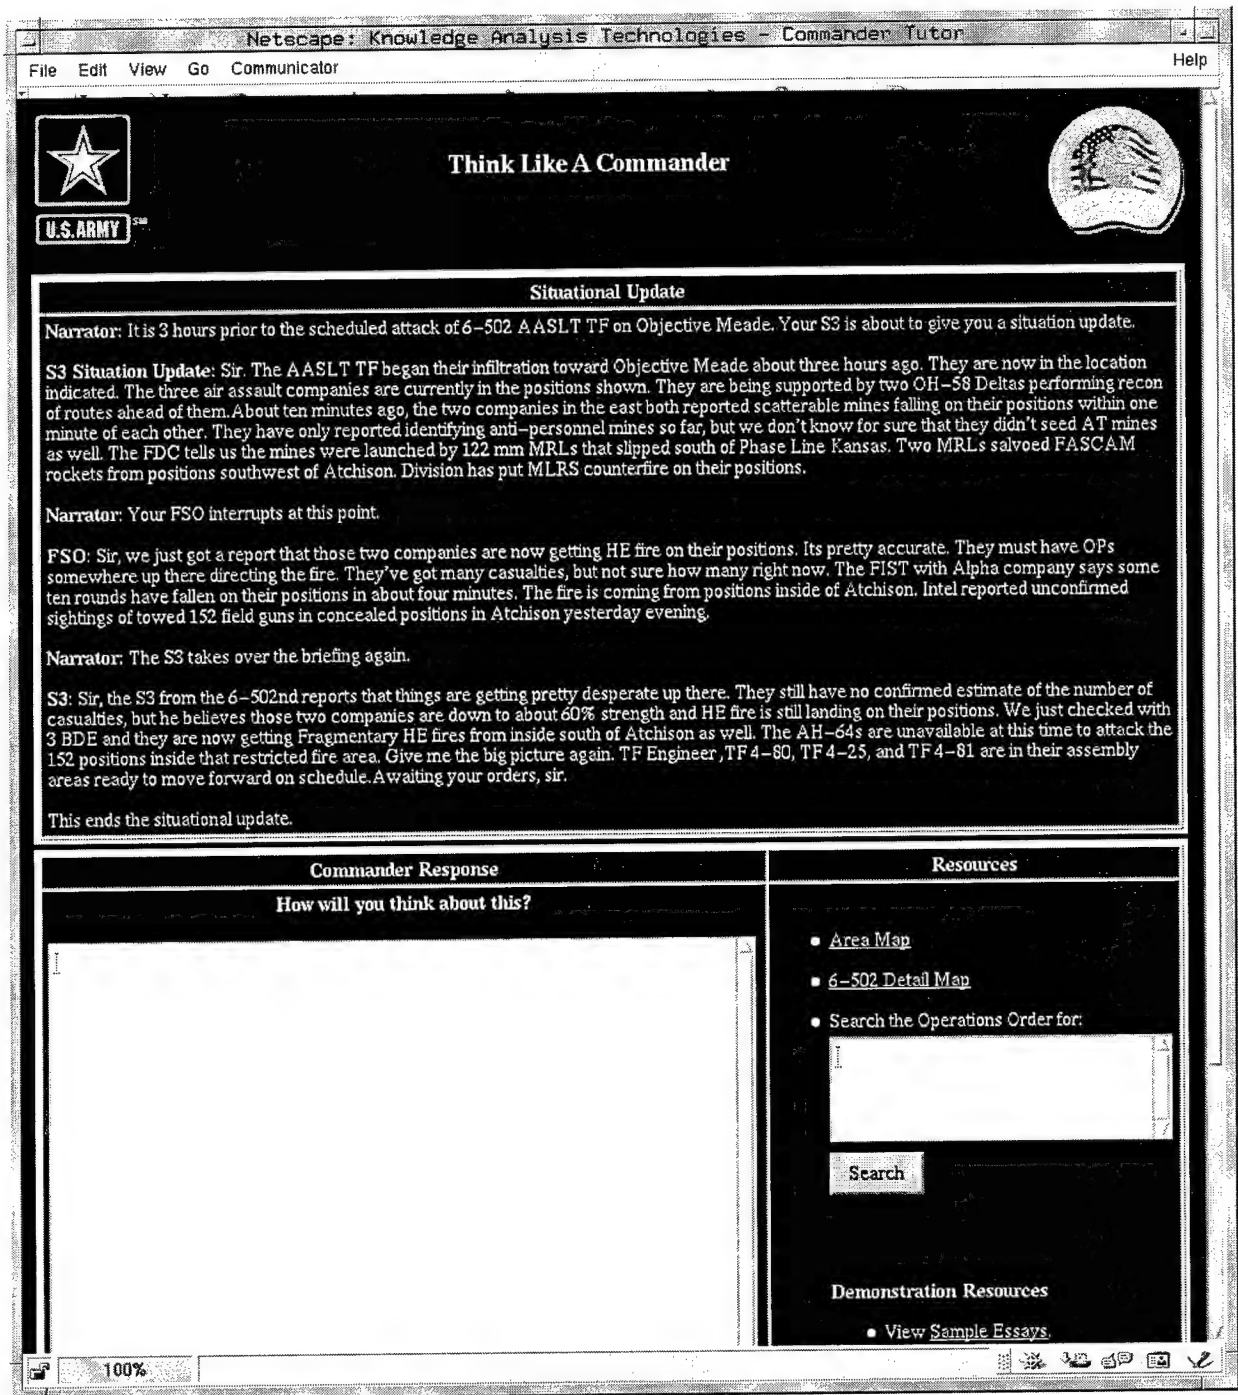 Netscape: Knowledge Analysis Technologies - Commander Tutor
File Edit View Go Communicator Help
Think Like A Commander
U.S.ARMY SM
Situational Update
Narrator: It is 3 hours prior to the scheduled attack of 6-502 AASLT TF on Objective Meade. Your S3 is about to give you a situation update.
S3 Situation Update: Sir. The AASLT TF began their infiltration toward Objective Meade about three hours ago. They are now in the location
indicated. The three air assault companies are currently in the positions shown. They are being supported by two OH-58 Deltas performing recon
of routes ahead of them.About ten minutes ago, the two companies in the east both reported scatterable mines falling on their positions within one
minute of each other. They have only reported identifying anti-personnel mines so far, but we don't know for sure that they didn't seed AT mines
as well. The FDC tells us the mines were launched by 122 mm MRLs that slipped south of Phase Line Kansas. Two MRLs salvoed FASCAM
rockets from positions southwest of Atchison. Division has put MLRS counterfire on their positions.
Narrator: Your FSO interrupts at this point.
FSO: Sir, we just got a report that those two companies are now getting HE fire on their positions. Its pretty accurate. They must have OPs
somewhere up there directing the fire. They've got many casualties, but not sure how many right now. The FIST with Alpha company says some
ten rounds have fallen on their positions in about four minutes. The fire is coming from positions inside of Atchison. Intel reported unconfirmed
sightings of towed 152 field guns in concealed positions in Atchison yesterday evening.
Narrator: The S3 takes over the briefing again.
S3: Sir, the S3 from the 6-502nd reports that things are getting pretty desperate up there. They still have no confirmed estimate of the number of
casualties, but he believes those two companies are down to about 60% strength and HE fire is still landing on their positions. We just checked with
3 BDE and they are now getting Fragmentary HE fires from inside south of Atchison as well. The AH-64s are unavailable at this time to attack the
152 positions inside that restricted fire area. Give me the big picture again. TF Engineer ,TF 4-80, TF 4-25, and TF 4-81 are in their assembly
areas ready to move forward on schedule.Awaiting your orders, sir.
This ends the situational update.
Commander Response
How will you think about this?
Resources
Area Map
6-502 Detail Map
Search the Operations Order for:
Search
Demonstration Resources
View Sample Essays.
100%